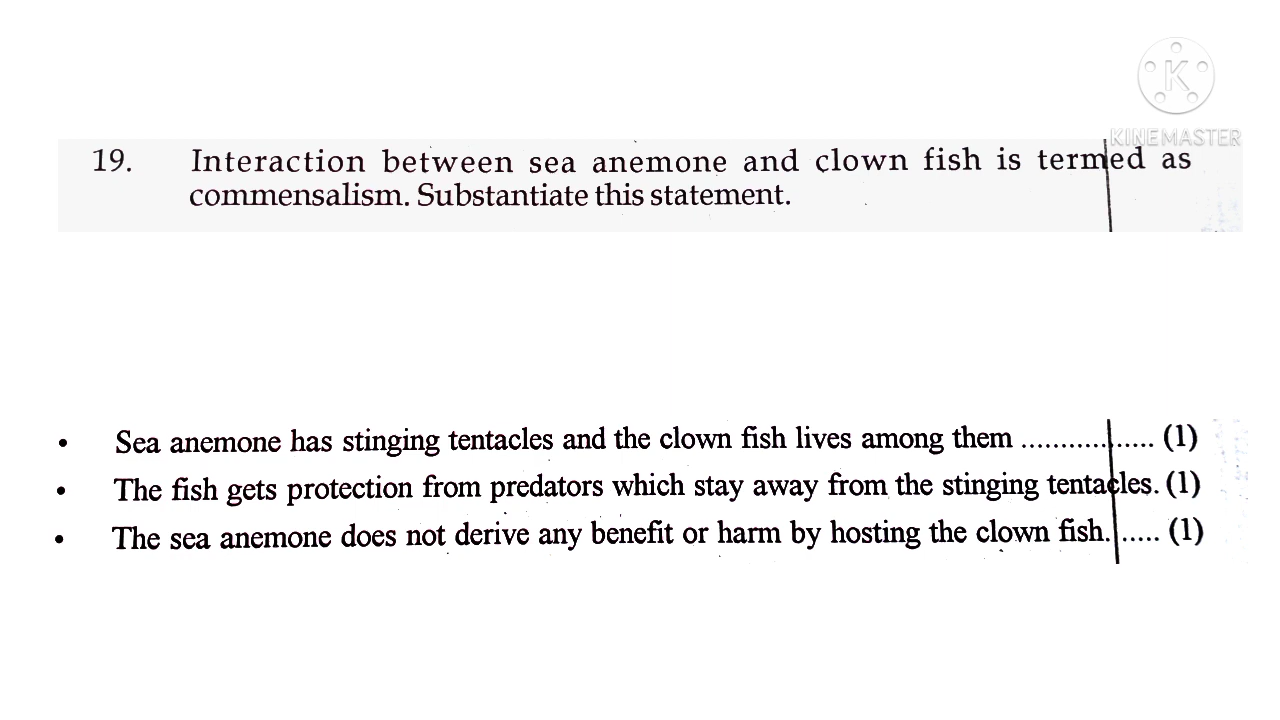 K
KINEMASTER
19. Interaction between sea anemone and clown fish is termed as
commensalism. Substantiate this statement.
• Sea anemone has stinging tentacles and the clown fish lives among them ................. (1)
• The fish gets protection from predators which stay away from the stinging tentacles. (1)
• The sea anemone does not derive any benefit or harm by hosting the clown fish. ..... (1)